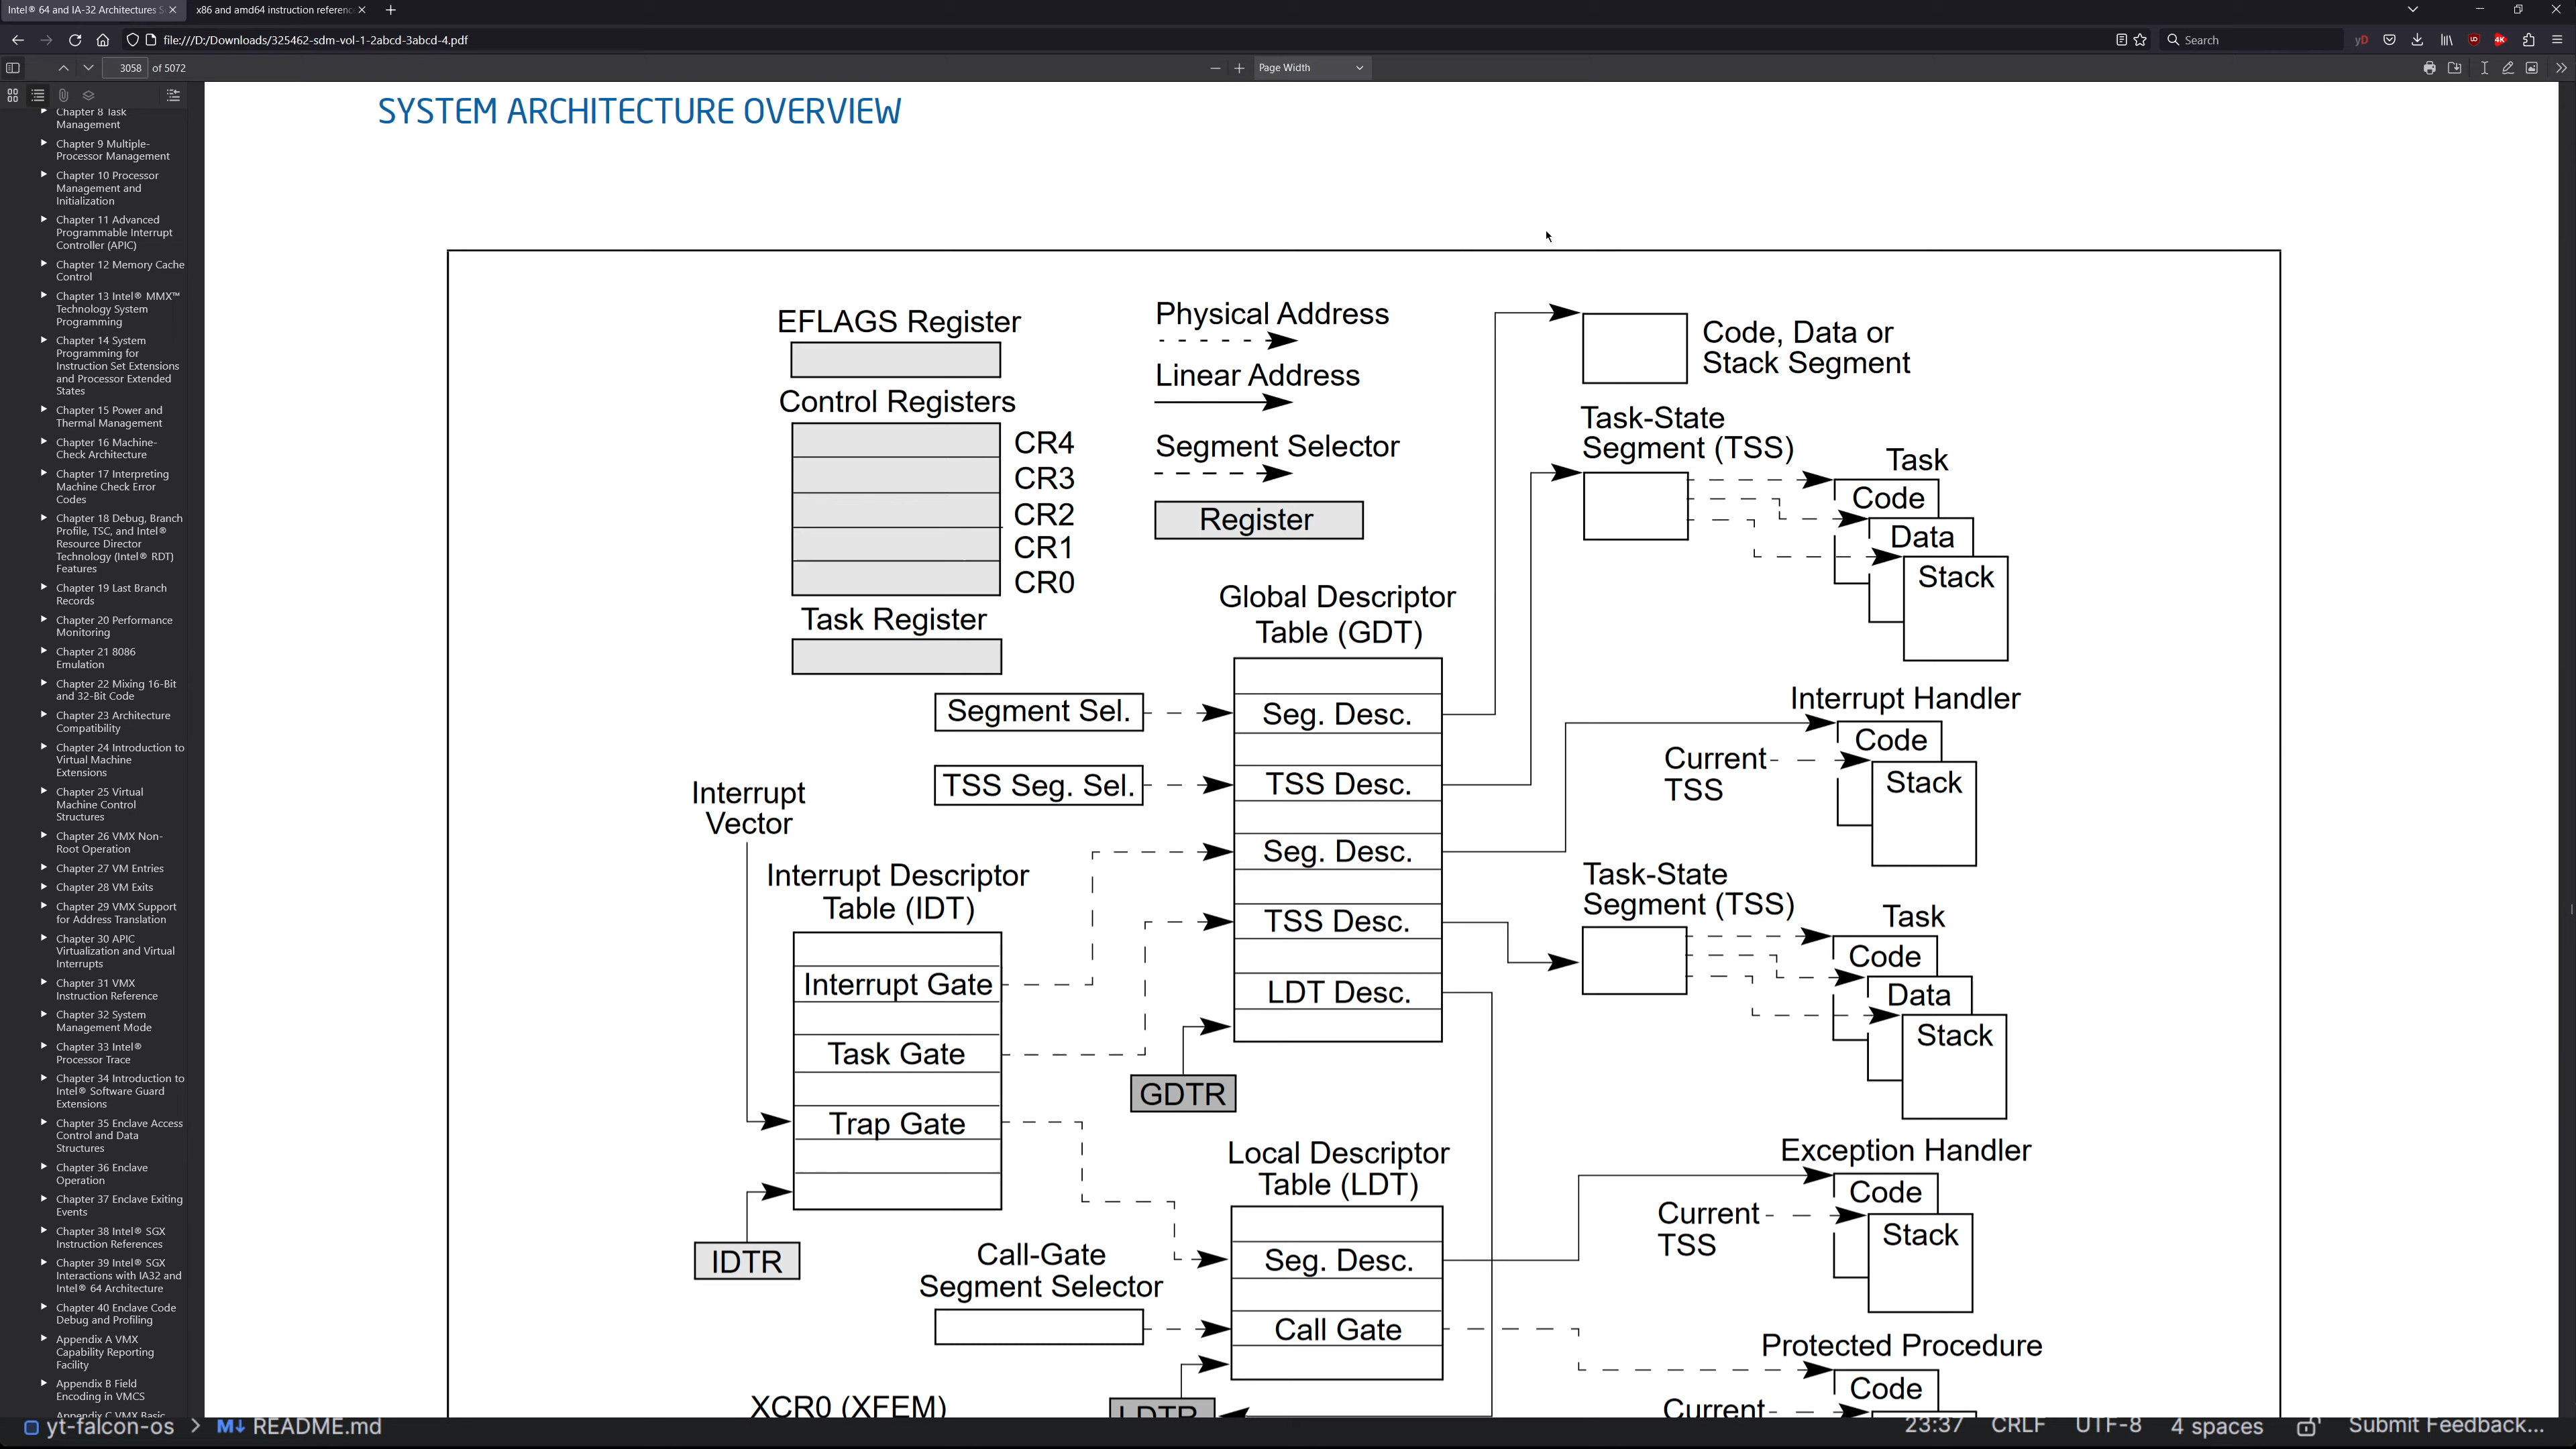 Intel® 64 and IA-32 Architectures S
x86 and amd64 instruction referenc
file:///D:/Downloads/325462-sdm-vol-1-2abcd-3abcd-4.pdf
Search
3058 of 5072
Page Width
Chapter 8 Task
Management
Chapter 9 Multiple-
Processor Management
Chapter 10 Processor
Management and
Initialization
Chapter 11 Advanced
Programmable Interrupt
Controller (APIC)
Chapter 12 Memory Cache
Control
Chapter 13 Intel® MMX™
Technology System
Programming
Chapter 14 System
Programming for
Instruction Set Extensions
and Processor Extended
States
Chapter 15 Power and
Thermal Management
Chapter 16 Machine-
Check Architecture
Chapter 17 Interpreting
Machine Check Error
Codes
Chapter 18 Debug, Branch
Profile, TSC, and Intel®
Resource Director
Technology (Intel® RDT)
Features
Chapter 19 Last Branch
Records
Chapter 20 Performance
Monitoring
Chapter 21 8086
Emulation
Chapter 22 Mixing 16-Bit
and 32-Bit Code
Chapter 23 Architecture
Compatibility
Chapter 24 Introduction to
Virtual Machine
Extensions
Chapter 25 Virtual
Machine Control
Structures
Chapter 26 VMX Non-
Root Operation
Chapter 27 VM Entries
Chapter 28 VM Exits
Chapter 29 VMX Support
for Address Translation
Chapter 30 APIC
Virtualization and Virtual
Interrupts
Chapter 31 VMX
Instruction Reference
Chapter 32 System
Management Mode
Chapter 33 Intel®
Processor Trace
Chapter 34 Introduction to
Intel® Software Guard
Extensions
Chapter 35 Enclave Access
Control and Data
Structures
Chapter 36 Enclave
Operation
Chapter 37 Enclave Exiting
Events
Chapter 38 Intel® SGX
Instruction References
Chapter 39 Intel® SGX
Interactions with IA32 and
Intel® 64 Architecture
Chapter 40 Enclave Code
Debug and Profiling
Appendix A VMX
Capability Reporting
Facility
Appendix B Field
Encoding in VMCS
Appendix C VMX Basic
SYSTEM ARCHITECTURE OVERVIEW
EFLAGS Register
Control Registers
CR4
CR3
CR2
CR1
CR0
Task Register
Physical Address
Linear Address
Segment Selector
Register
Code, Data or
Stack Segment
Task-State
Segment (TSS)
Task
Code
Data
Stack
Global Descriptor
Table (GDT)
Segment Sel.
Seg. Desc.
TSS Seg. Sel.
TSS Desc.
Seg. Desc.
TSS Desc.
LDT Desc.
GDTR
Interrupt Handler
Code
Current
TSS
Stack
Interrupt
Vector
Interrupt Descriptor
Table (IDT)
Interrupt Gate
Task Gate
Trap Gate
IDTR
Task-State
Segment (TSS)
Task
Code
Data
Stack
Local Descriptor
Table (LDT)
Seg. Desc.
Call Gate
LDTR
Call-Gate
Segment Selector
XCR0 (XFEM)
Exception Handler
Code
Current
TSS
Stack
Protected Procedure
Code
Current
yt-falcon-os > M↓ README.md
23:37 CRLF UTF-8 4 spaces Submit Feedback...